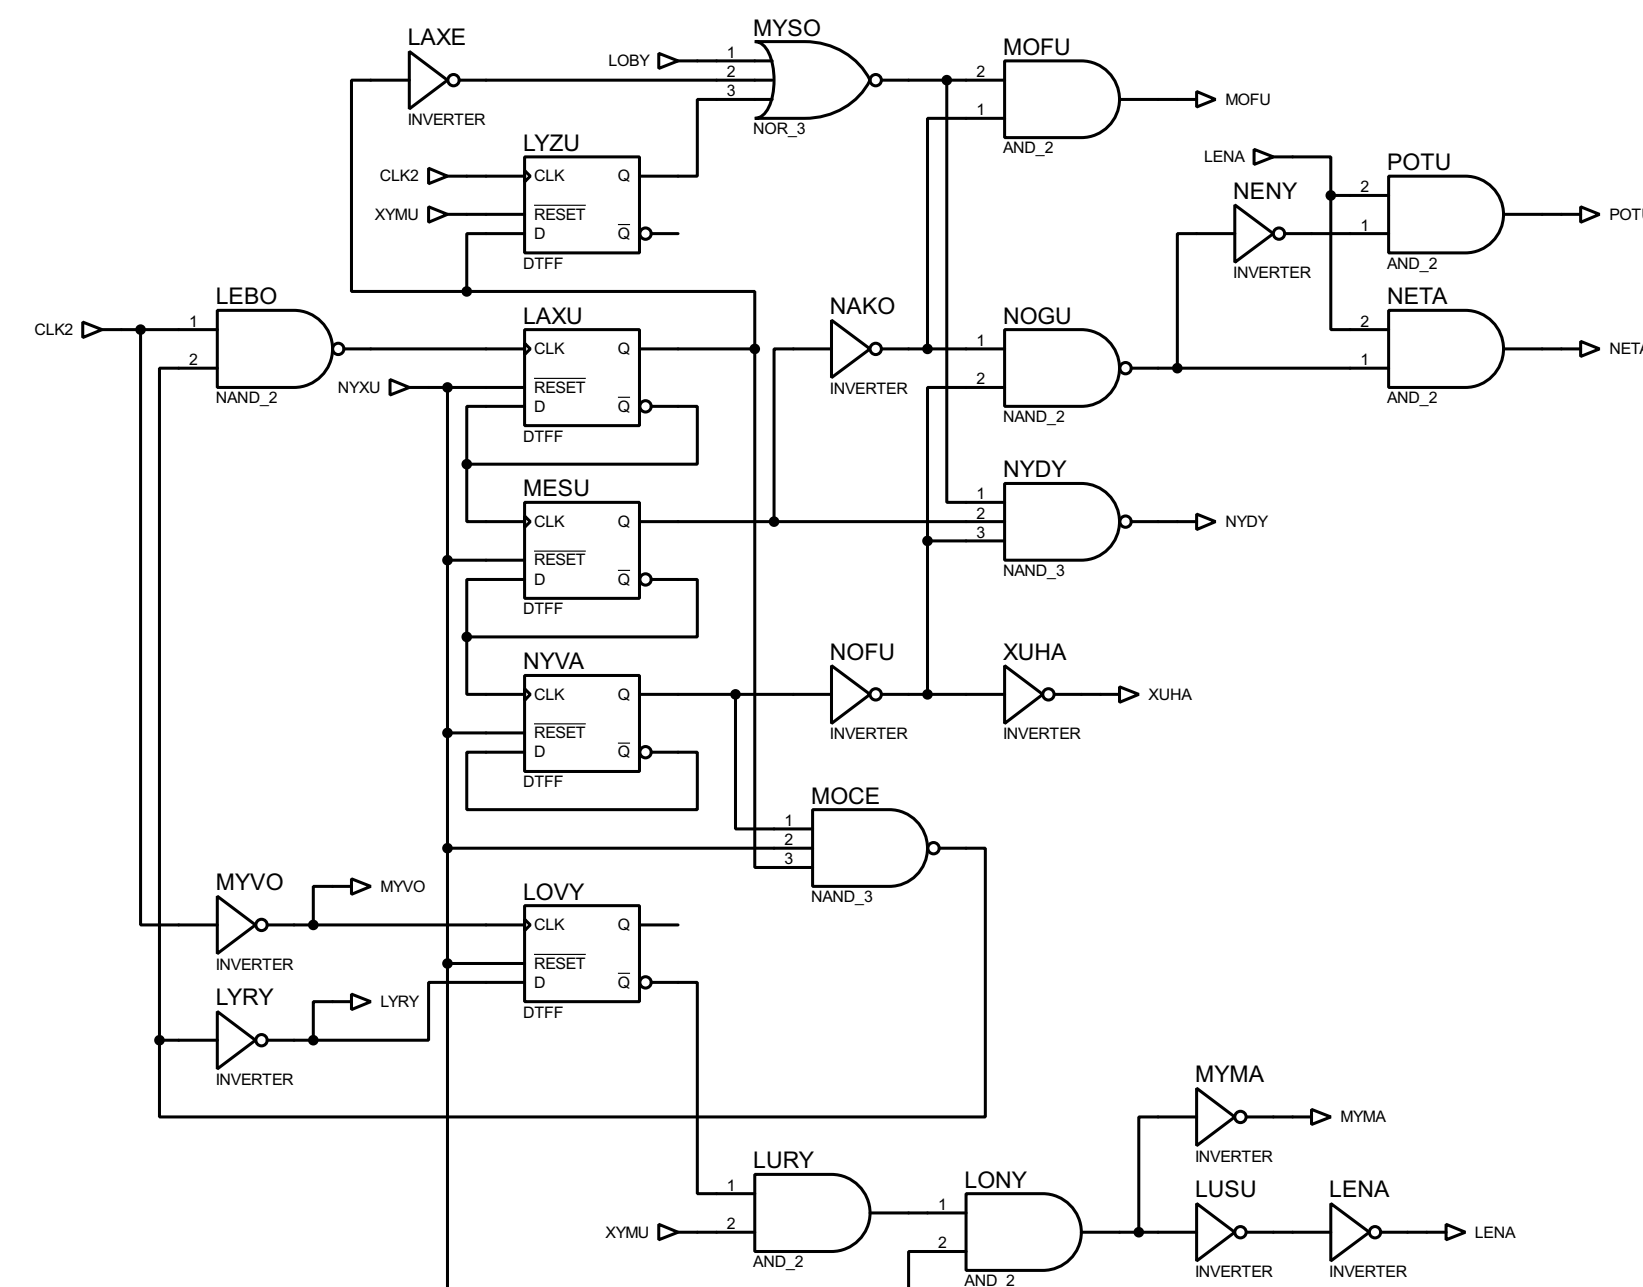 LAXE
INVERTER
LOBY
1
2
3
MYSO
NOR_3
MOFU
2
1
AND_2
MOFU
LYZU
CLK2
XYMU
CLK
Q
RESET
D
Q
DTFF
LENA
NENY
INVERTER
POTU
2
1
AND_2
POTU
LEBO
CLK2
1
2
NAND_2
LAXU
CLK
Q
NYXU
RESET
D
Q
DTFF
NAKO
INVERTER
NOGU
1
2
NAND_2
NETA
2
1
AND_2
NETA
MESU
CLK
Q
RESET
D
Q
DTFF
NYDY
1
2
3
NAND_3
NYDY
NYVA
CLK
Q
RESET
D
Q
DTFF
NOFU
INVERTER
XUHA
INVERTER
XUHA
MOCE
1
2
3
NAND_3
MYVO
MYVO
INVERTER
LOVY
CLK
Q
RESET
D
Q
DTFF
LYRY
LYRY
INVERTER
MYMA
MYMA
INVERTER
LURY
1
XYMU
2
AND_2
LONY
1
2
AND_2
LUSU
INVERTER
LENA
INVERTER
LENA